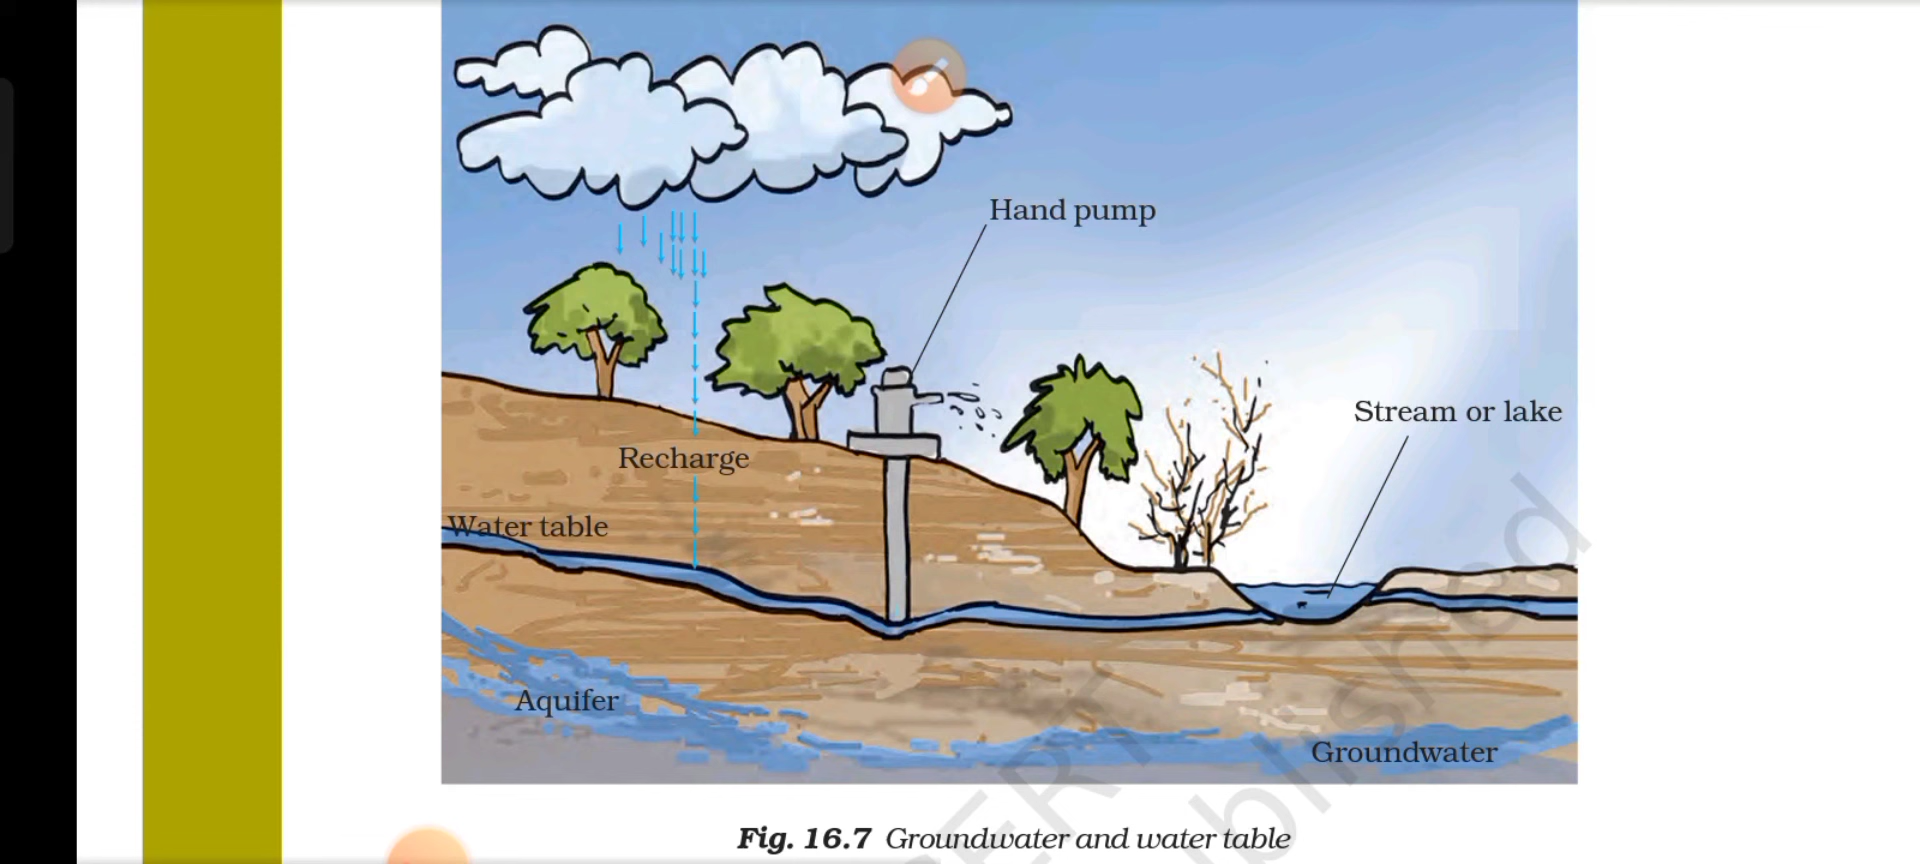 Hand pump
Stream or lake
Recharge
Water table
Aquifer
Groundwater
Fig. 16.7 Groundwater and water table